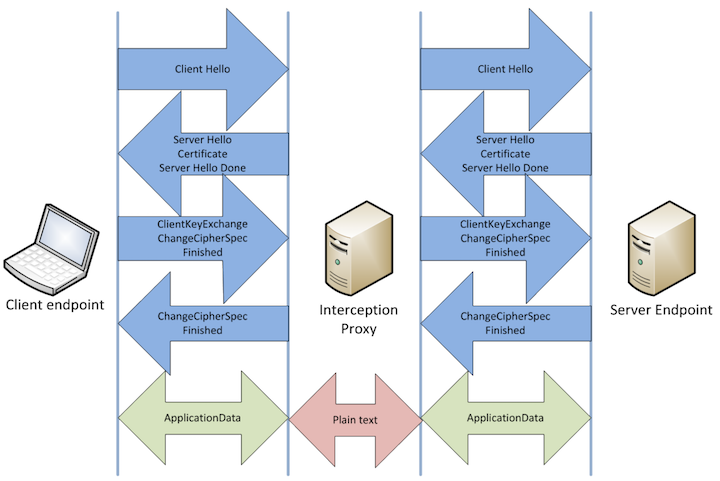 Client Hello
Client Hello
Server Hello
Certificate
Server Hello Done
Server Hello
Certificate
Server Hello Done
ClientKeyExchange
ChangeCipherSpec
Finished
ClientKeyExchange
ChangeCipherSpec
Finished
Client endpoint
Interception
Proxy
Server Endpoint
ChangeCipherSpec
Finished
ChangeCipherSpec
Finished
ApplicationData
Plain text
ApplicationData